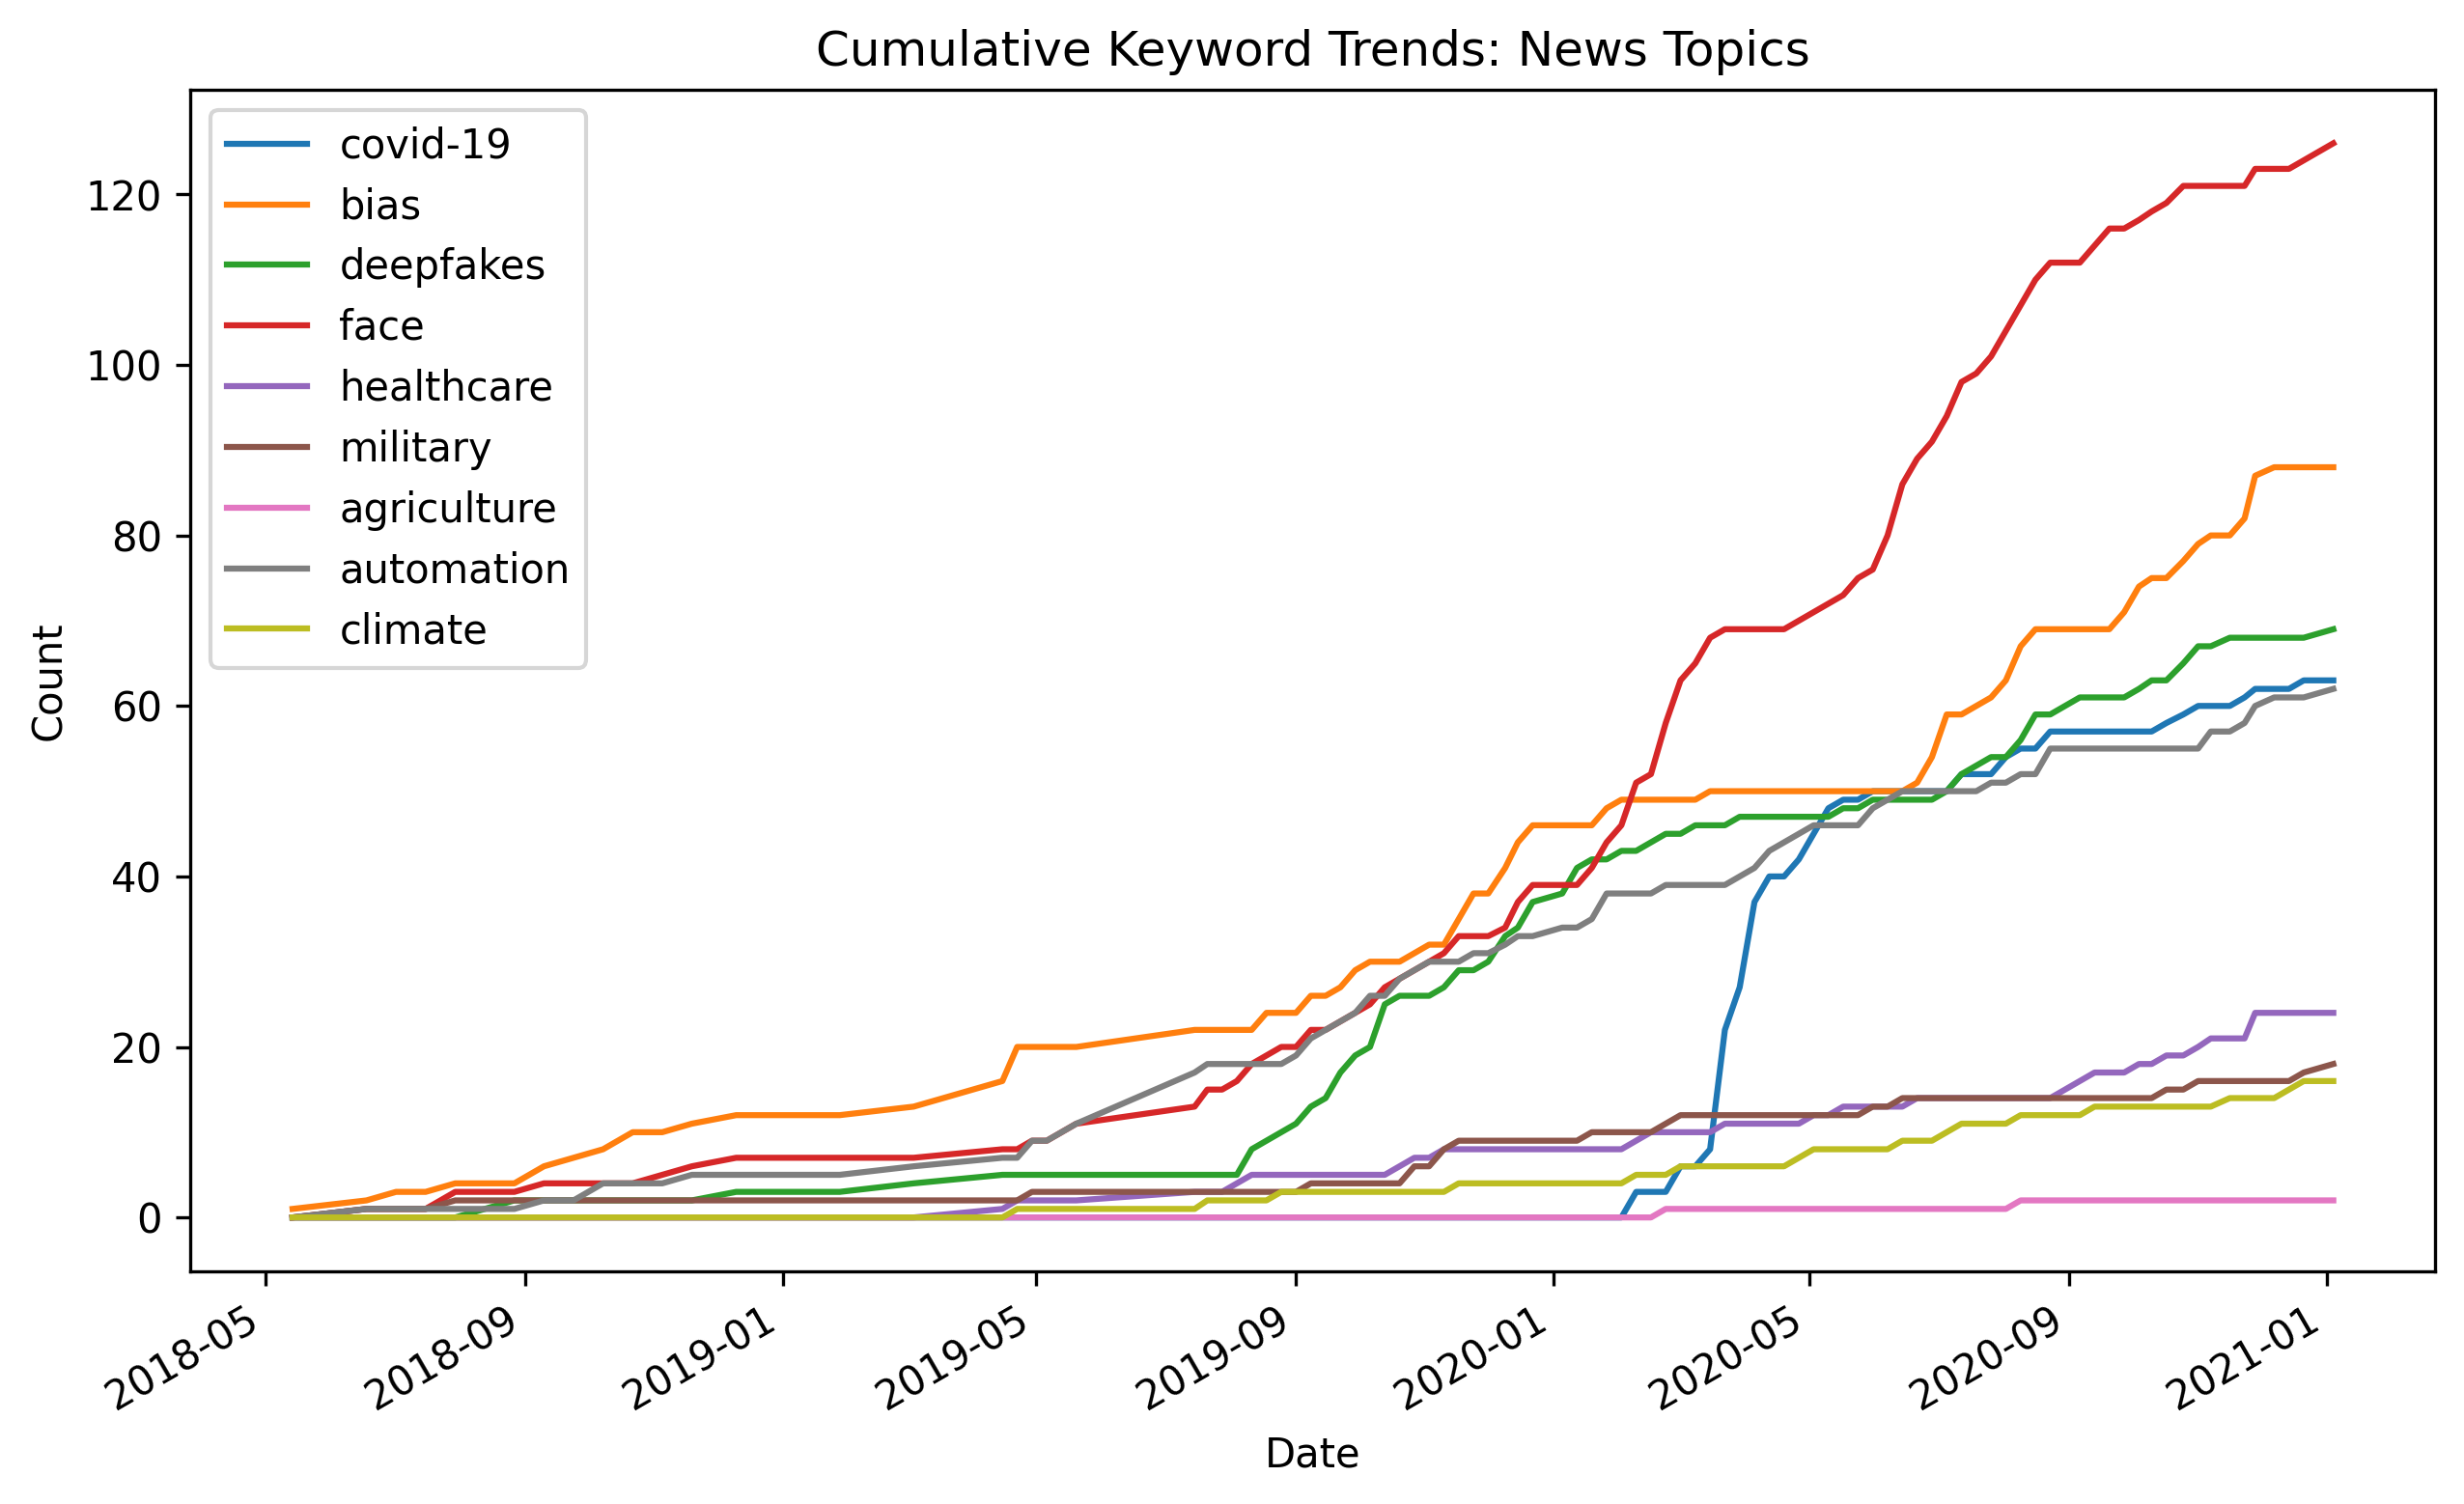 Cumulative Keyword Trends: News Topics
covid-19
bias
deepfakes
face
healthcare
military
agriculture
automation
climate
120
100
80
60
40
20
0
Count
2018-05
2018-09
2019-01
2019-05
2019-09
2020-01
2020-05
2020-09
2021-01
Date